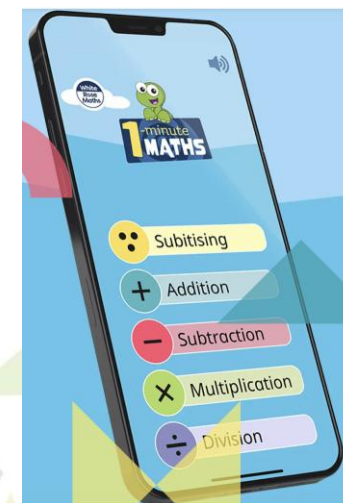 White
Rose
Maths
1-minute
MATHS
Subitising
+ Addition
− Subtraction
× Multiplication
÷ Division